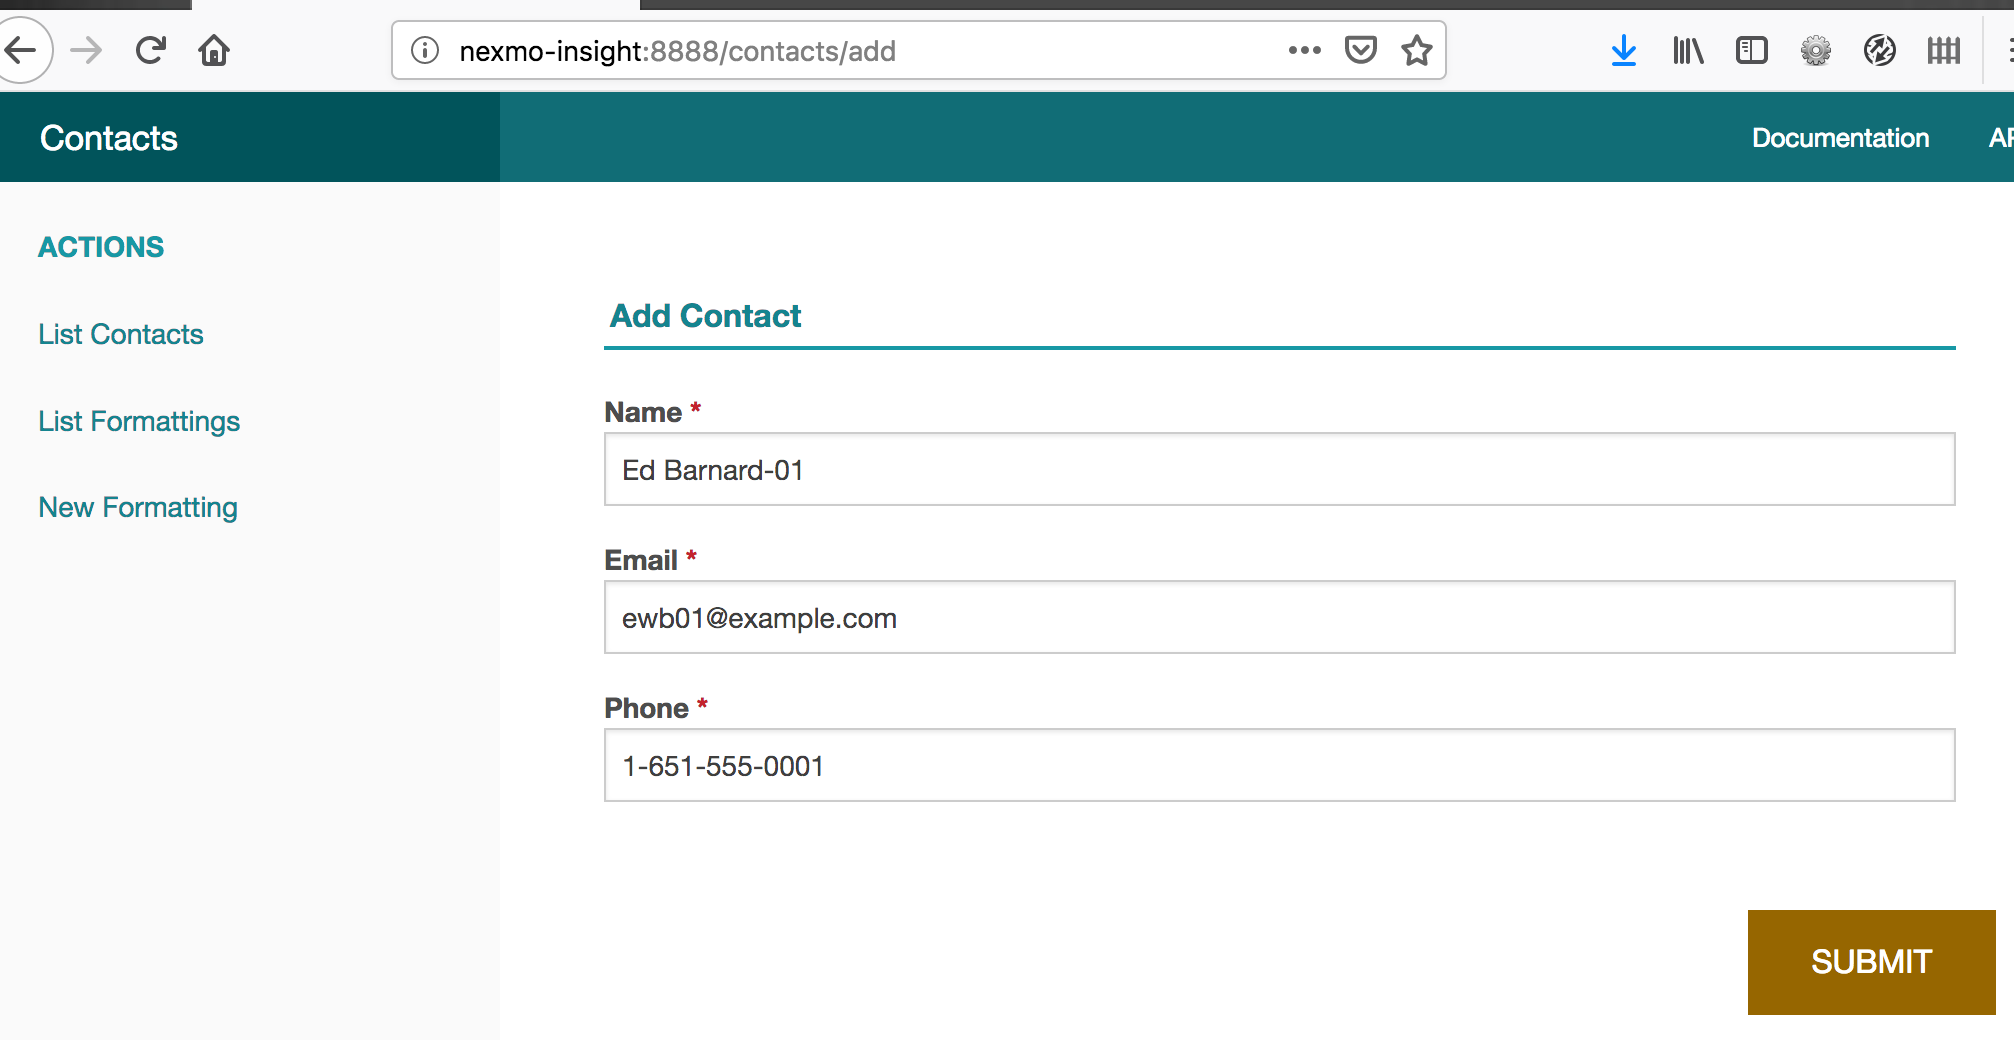 nexmo-insight:8888/contacts/add
Contacts
Documentation
ACTIONS
List Contacts
List Formattings
New Formatting
Add Contact
Name *
Ed Barnard-01
Email *
ewb01@example.com
Phone *
1-651-555-0001
SUBMIT